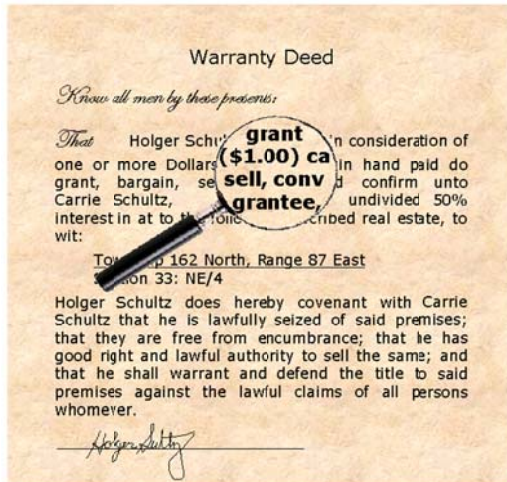 Warranty Deed
Know all men by these presents:
That Holger Schu grant n consideration of
one or more Dollars ($1.00) ca in hand paid do
grant, bargain, se sell, conv d confirm unto
Carrie Schultz, grantee, undivided 50%
interest in at to the follo cribed real estate, to
wit:
To p 162 North, Range 87 East
on 33: NE/4
Holger Schultz does hereby covenant with Carrie
Schultz that he is lawfully seized of said premises;
that they are free from encumbrance; that he has
good right and lawful authority to sell the same; and
that he shall warrant and defend the title to said
premises against the lawful claims of all persons
whomever.